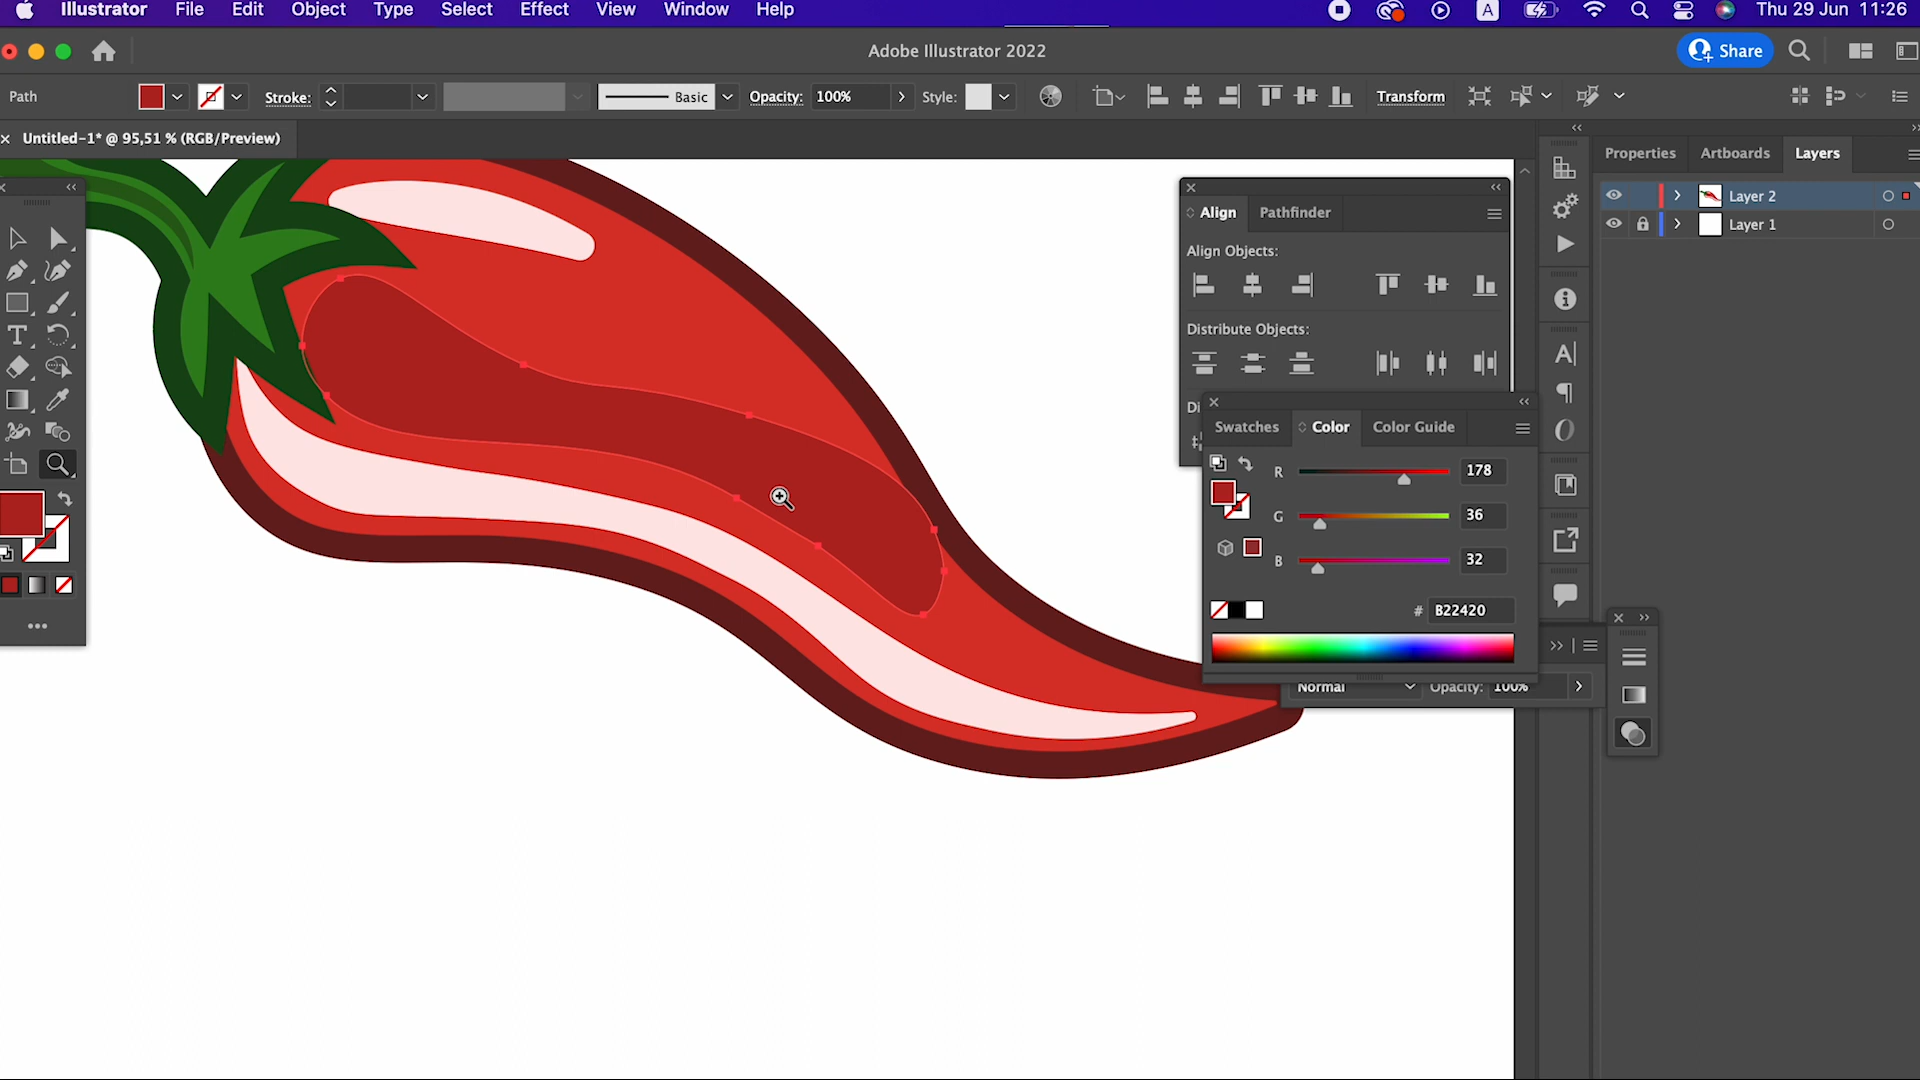 Illustrator File Edit Object Type Select Effect View Window Help A Thu 29 Jun 11:26
Adobe Illustrator 2022 Share
Path Stroke: Basic Opacity: 100% Style: Transform
Untitled-1* @ 95,51 % (RGB/Preview)
Properties Artboards Layers
Layer 2
Layer 1
Align Pathfinder
Align Objects:
Distribute Objects:
Di
Swatches Color Color Guide
R 178
G 36
B 32
# B22420
Normal Opacity: 100%